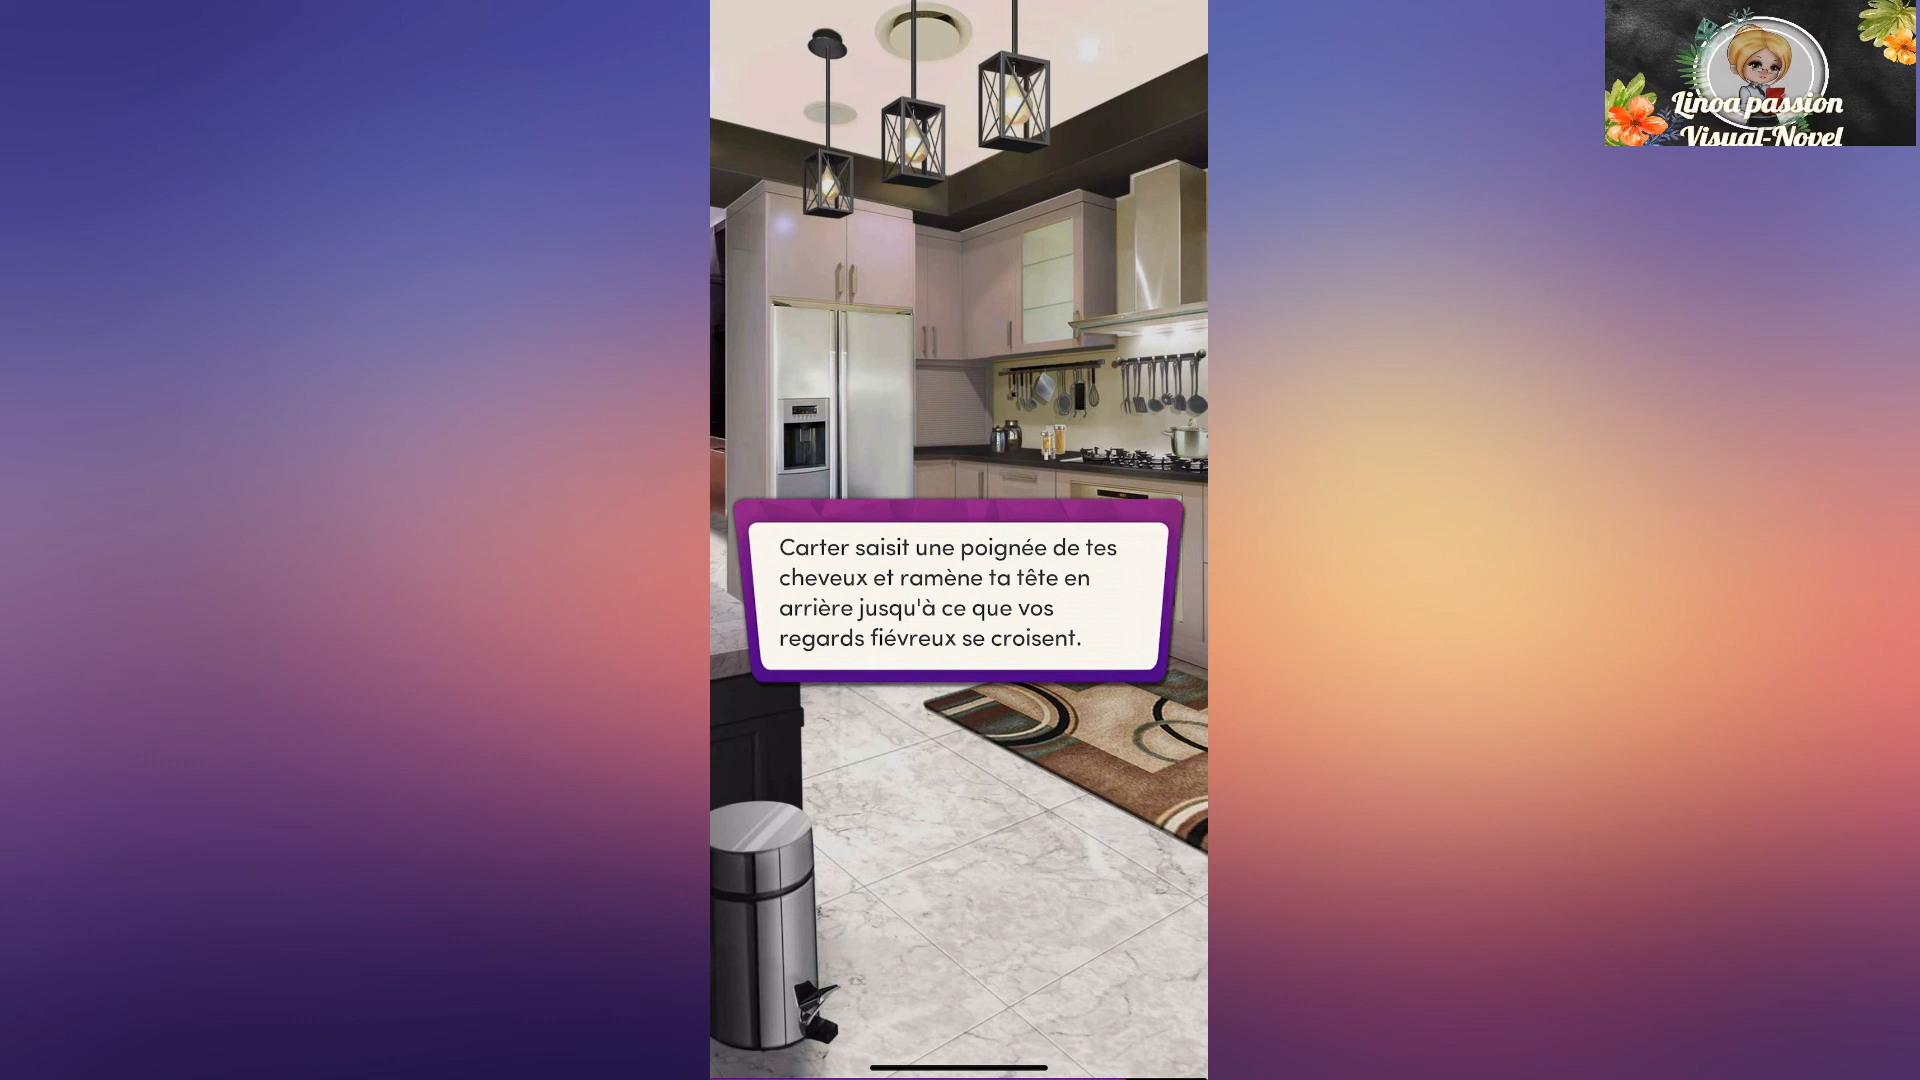 Linoa passion
Visual-Novel
Carter saisit une poignée de tes
cheveux et ramène ta tête en
arrière jusqu'à ce que vos
regards fiévreux se croisent.